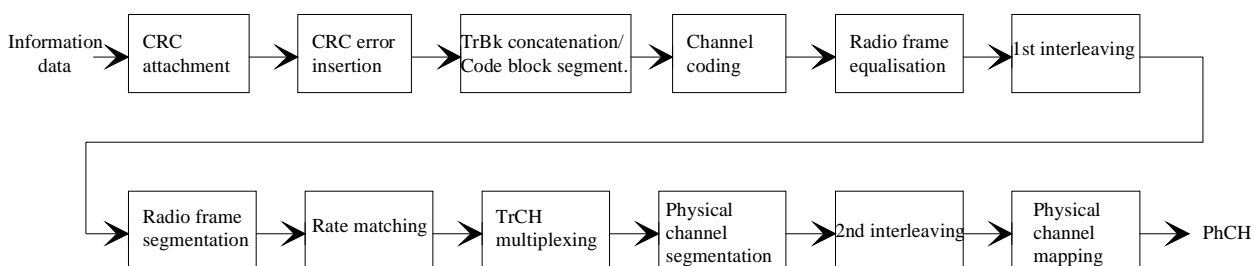 Information
data
CRC
attachment
CRC error
insertion
TrBk concatenation/
Code block segment.
Channel
coding
Radio frame
equalisation
1st interleaving
Radio frame
segmentation
Rate matching
TrCH
multiplexing
Physical
channel
segmentation
2nd interleaving
Physical
channel
mapping
PhCH